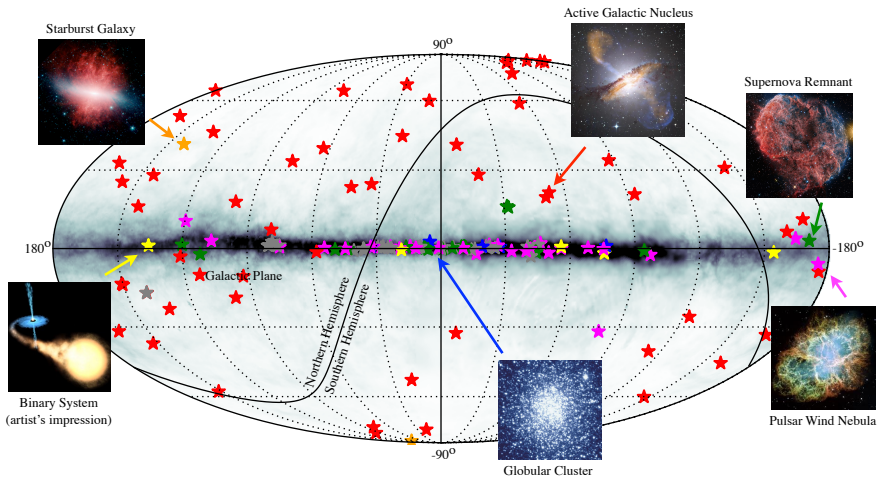 Active Galactic Nucleus
Starburst Galaxy
90°
Supernova Remnant
180°
-180°
Galactic Plane
Northern Hemisphere
Southern Hemisphere
Binary System
(artist's impression)
Pulsar Wind Nebula
-90°
Globular Cluster